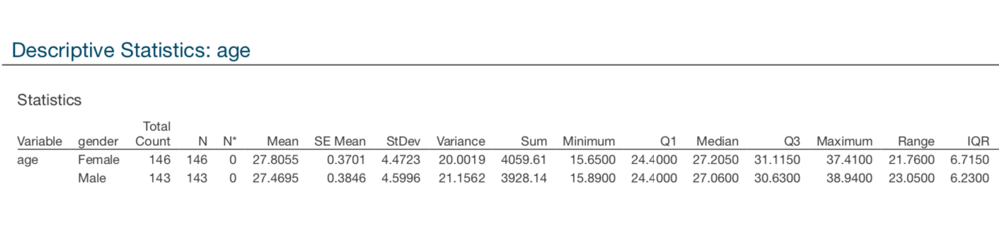 Descriptive Statistics: age
Statistics
Total
Variable gender Count N N* Mean SE Mean StDev Variance Sum Minimum Q1 Median Q3 Maximum Range IQR
age Female 146 146 0 27.8055 0.3701 4.4723 20.0019 4059.61 15.6500 24.4000 27.2050 31.1150 37.4100 21.7600 6.7150
Male 143 143 0 27.4695 0.3846 4.5996 21.1562 3928.14 15.8900 24.4000 27.0600 30.6300 38.9400 23.0500 6.2300